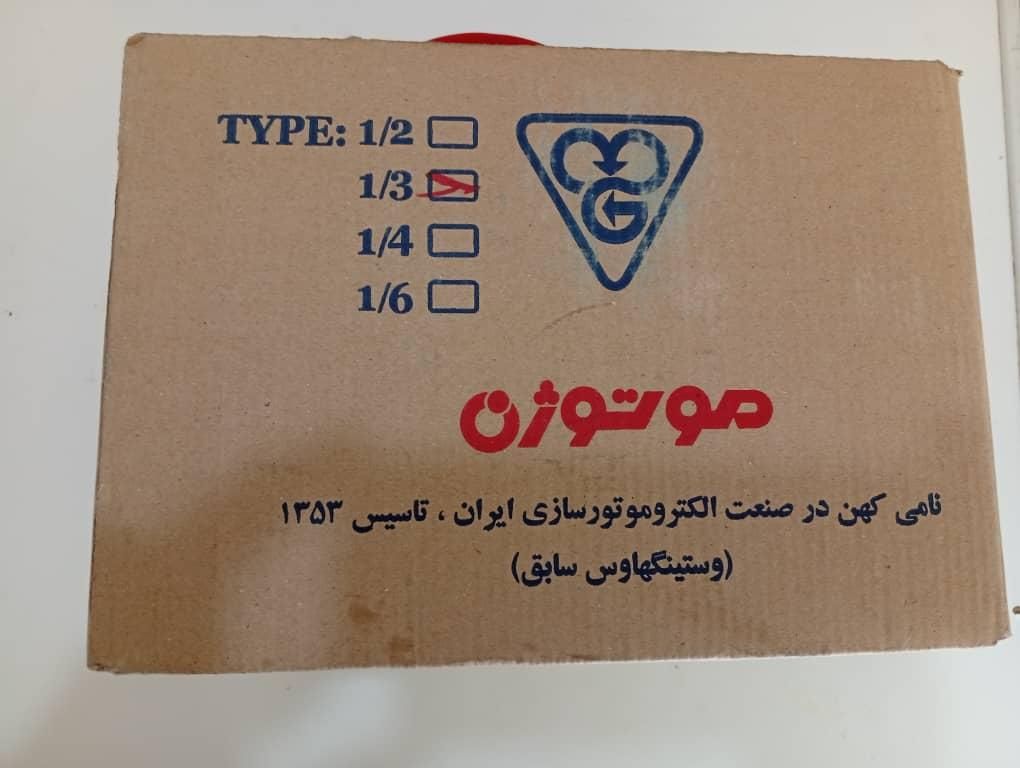 TYPE: 1/2
1/3
1/4
1/6
G
موتوژن
نامی کهن در صنعت الکتروموتورسازی ایران ، تاسیس ۱۳۵۳
(وستینگهاوس سابق)